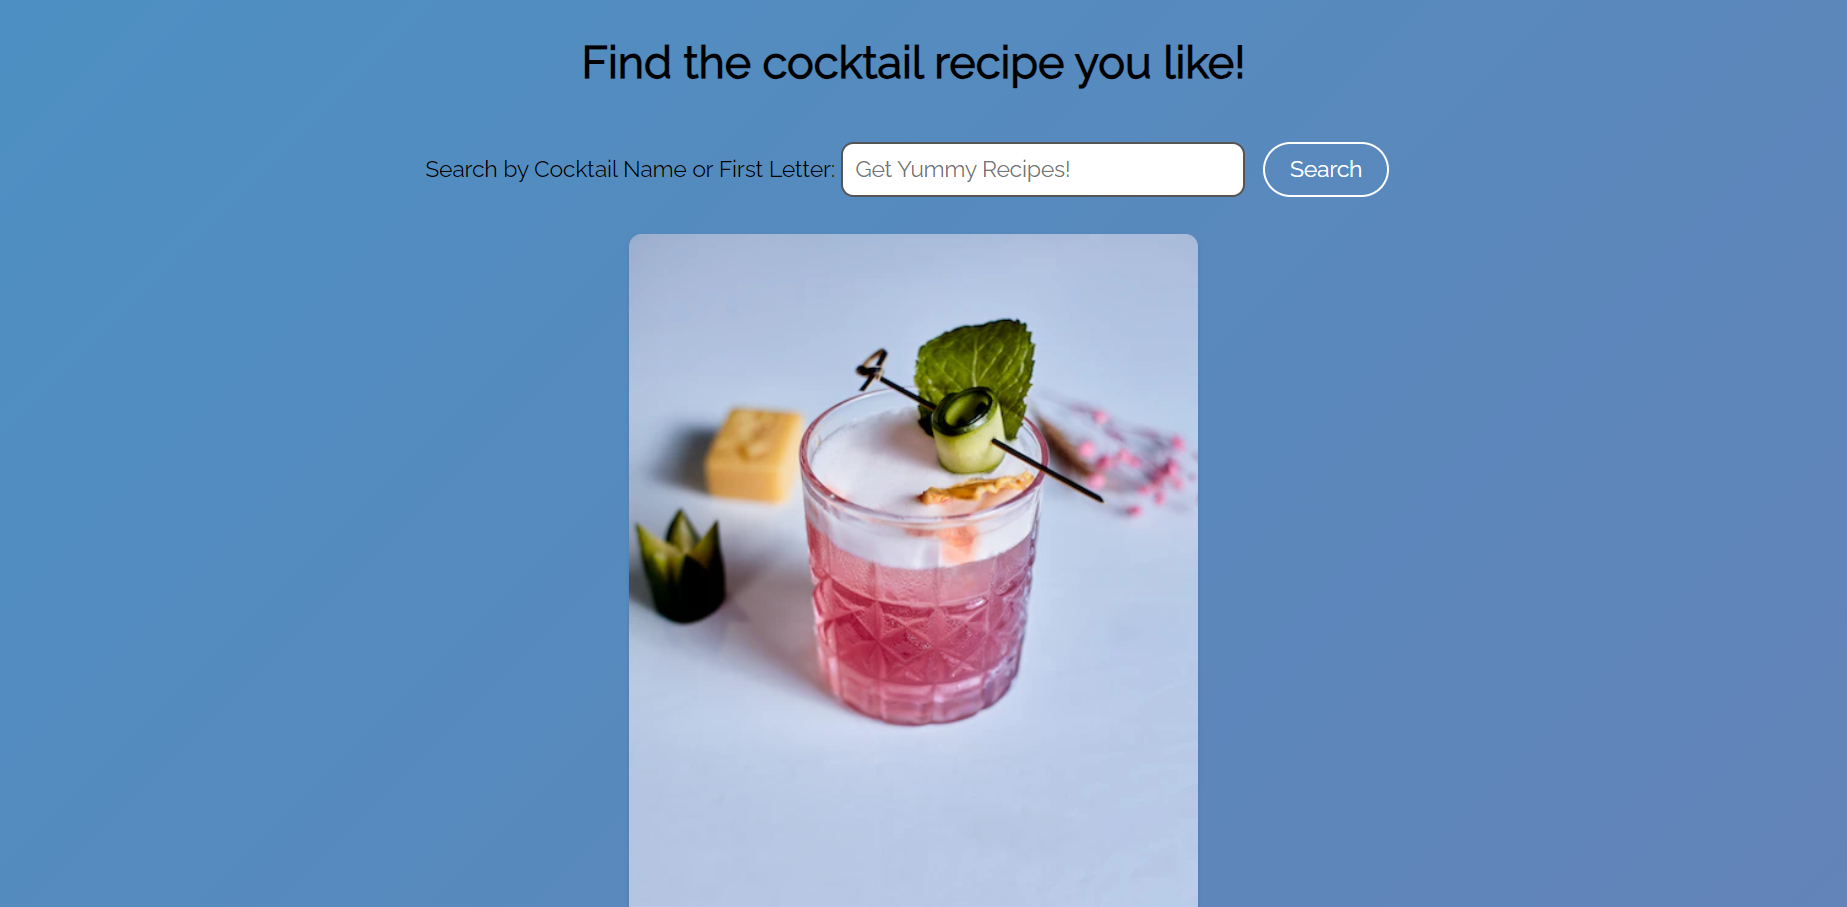 Find the cocktail recipe you like!
Search by Cocktail Name or First Letter: Get Yummy Recipes! Search